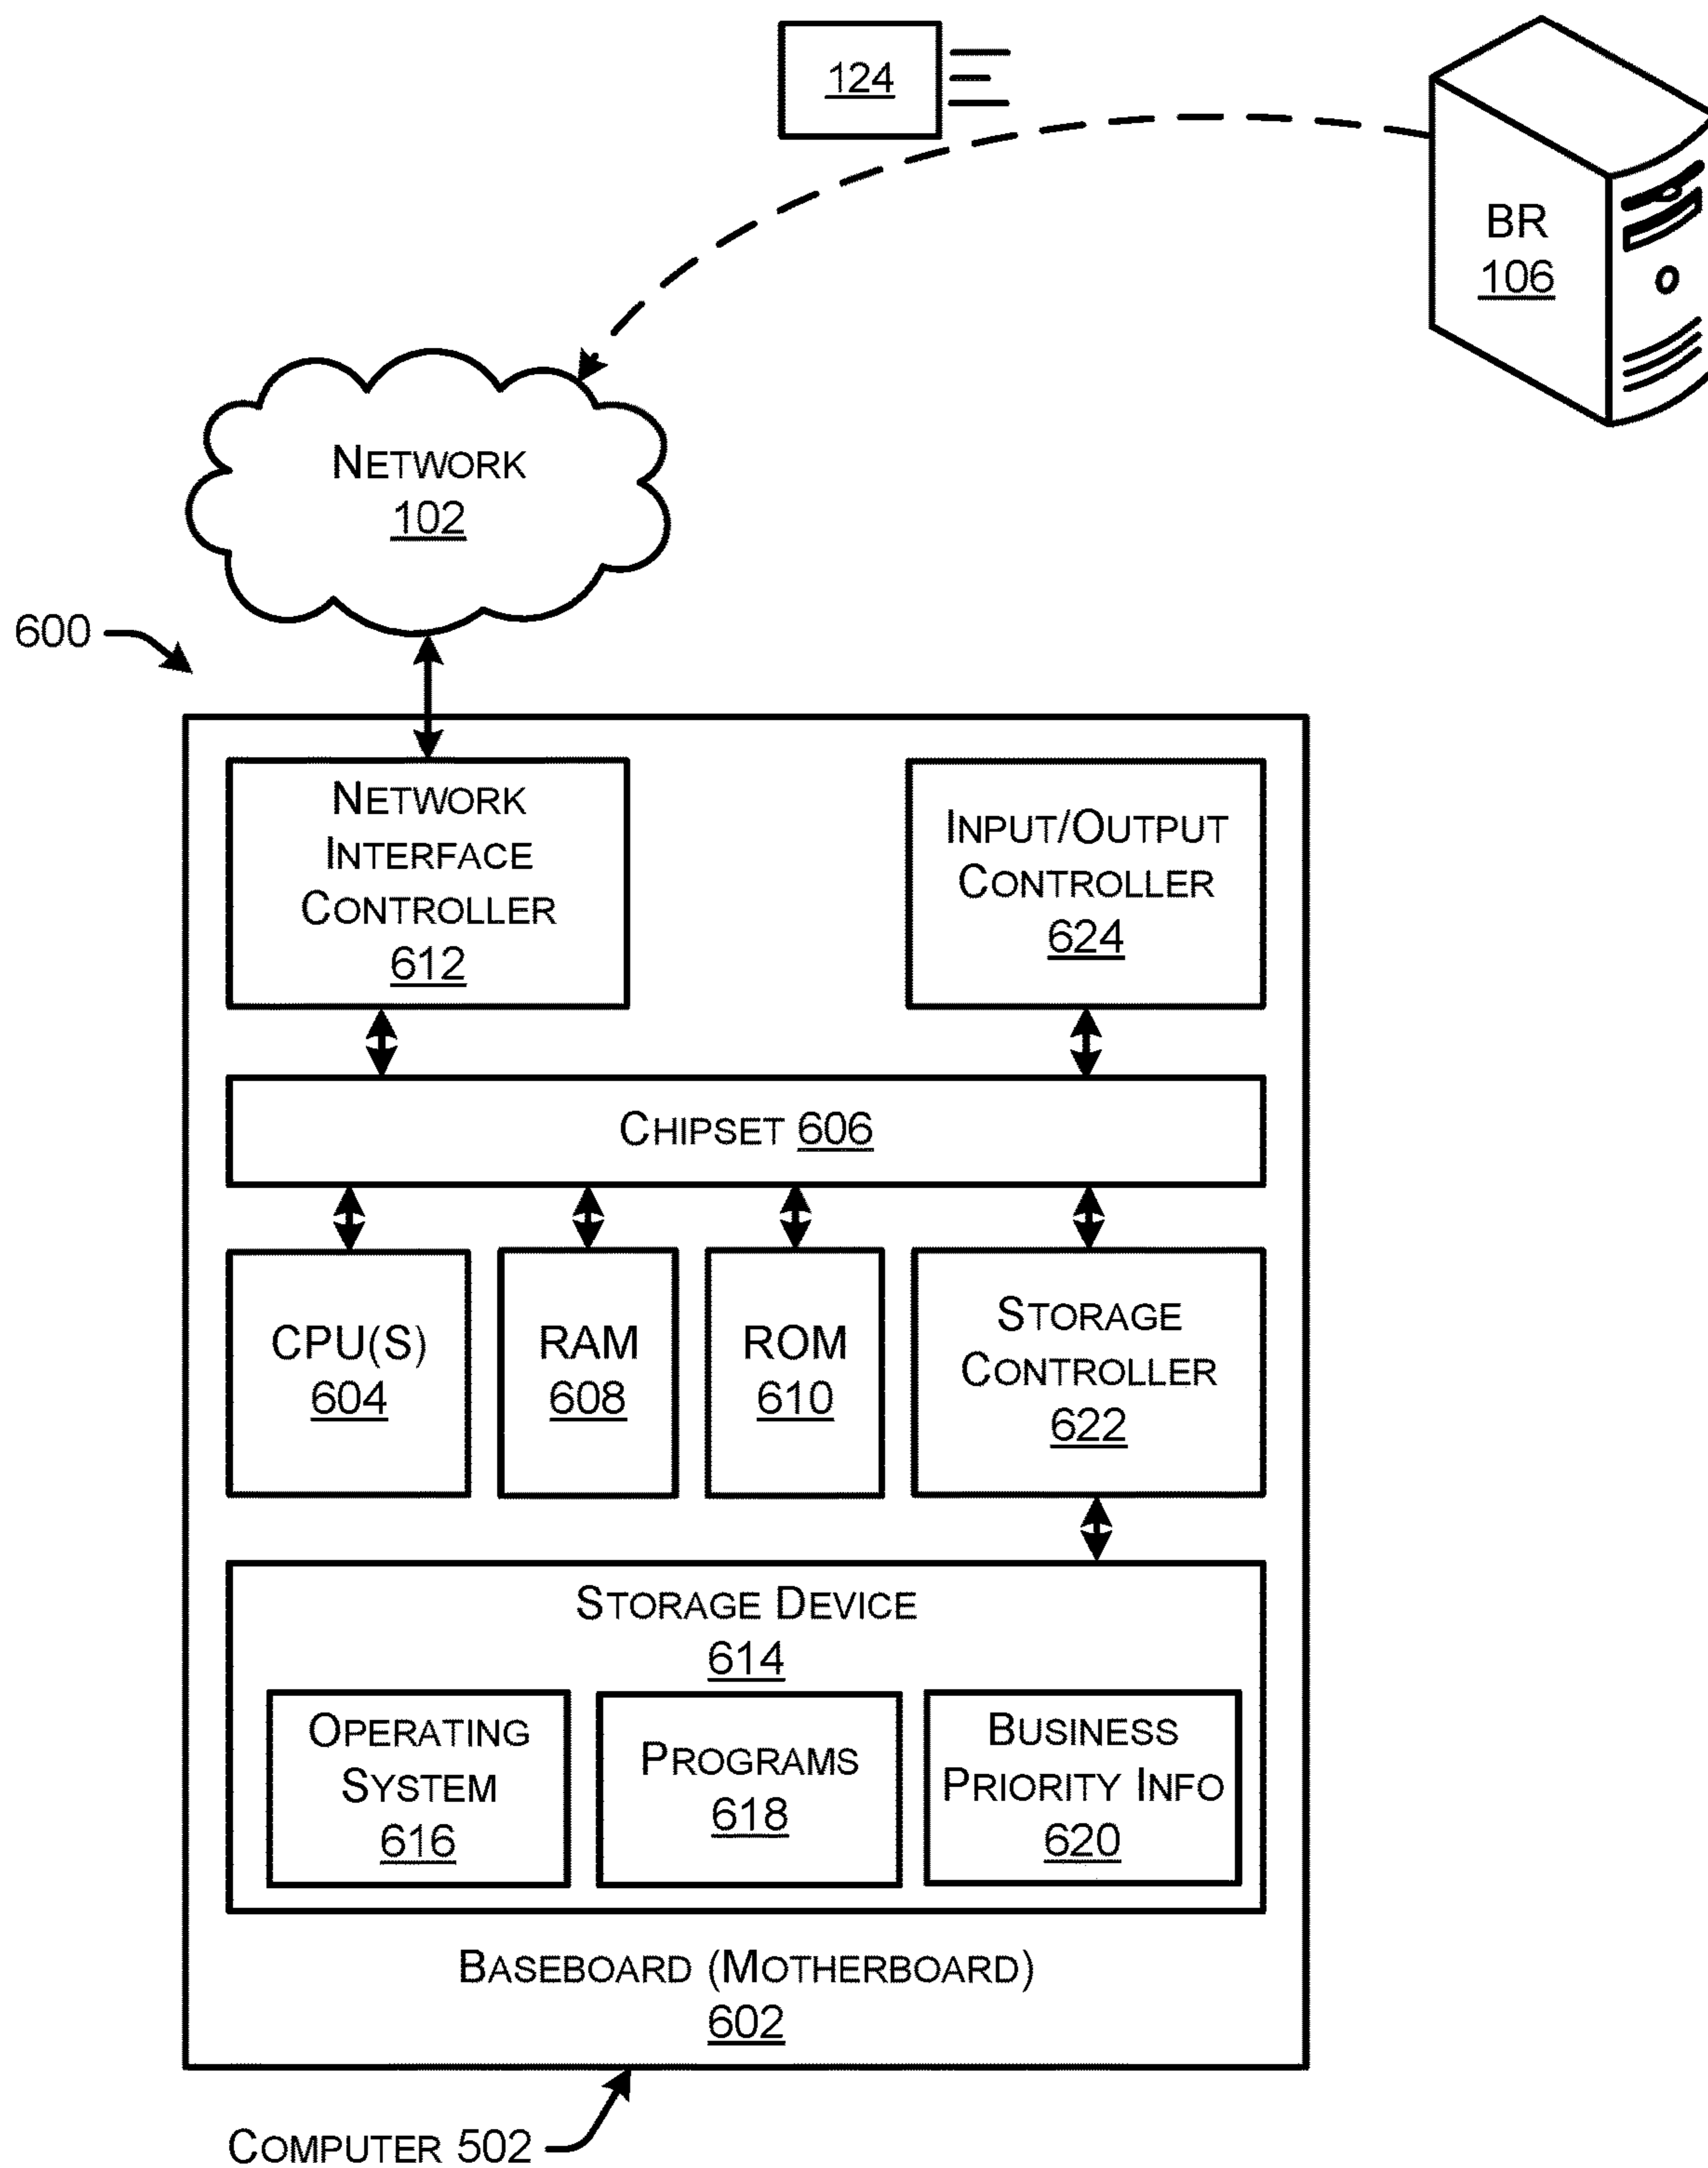 124
BR
106
NETWORK
102
600
NETWORK
INTERFACE
CONTROLLER
612
INPUT/OUTPUT
CONTROLLER
624
CHIPSET 606
CPU(S)
604
RAM
608
ROM
610
STORAGE
CONTROLLER
622
STORAGE DEVICE
614
OPERATING
SYSTEM
616
PROGRAMS
618
BUSINESS
PRIORITY INFO
620
BASEBOARD (MOTHERBOARD)
602
COMPUTER 502